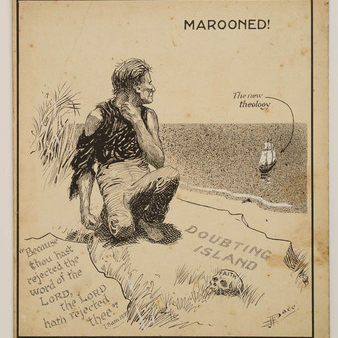 MAROONED!
The new
theology
"Because
thou hast
rejected the
word of the
LORD,
the LORD
hath rejected
thee."
DOUBTING
ISLAND
FAITH